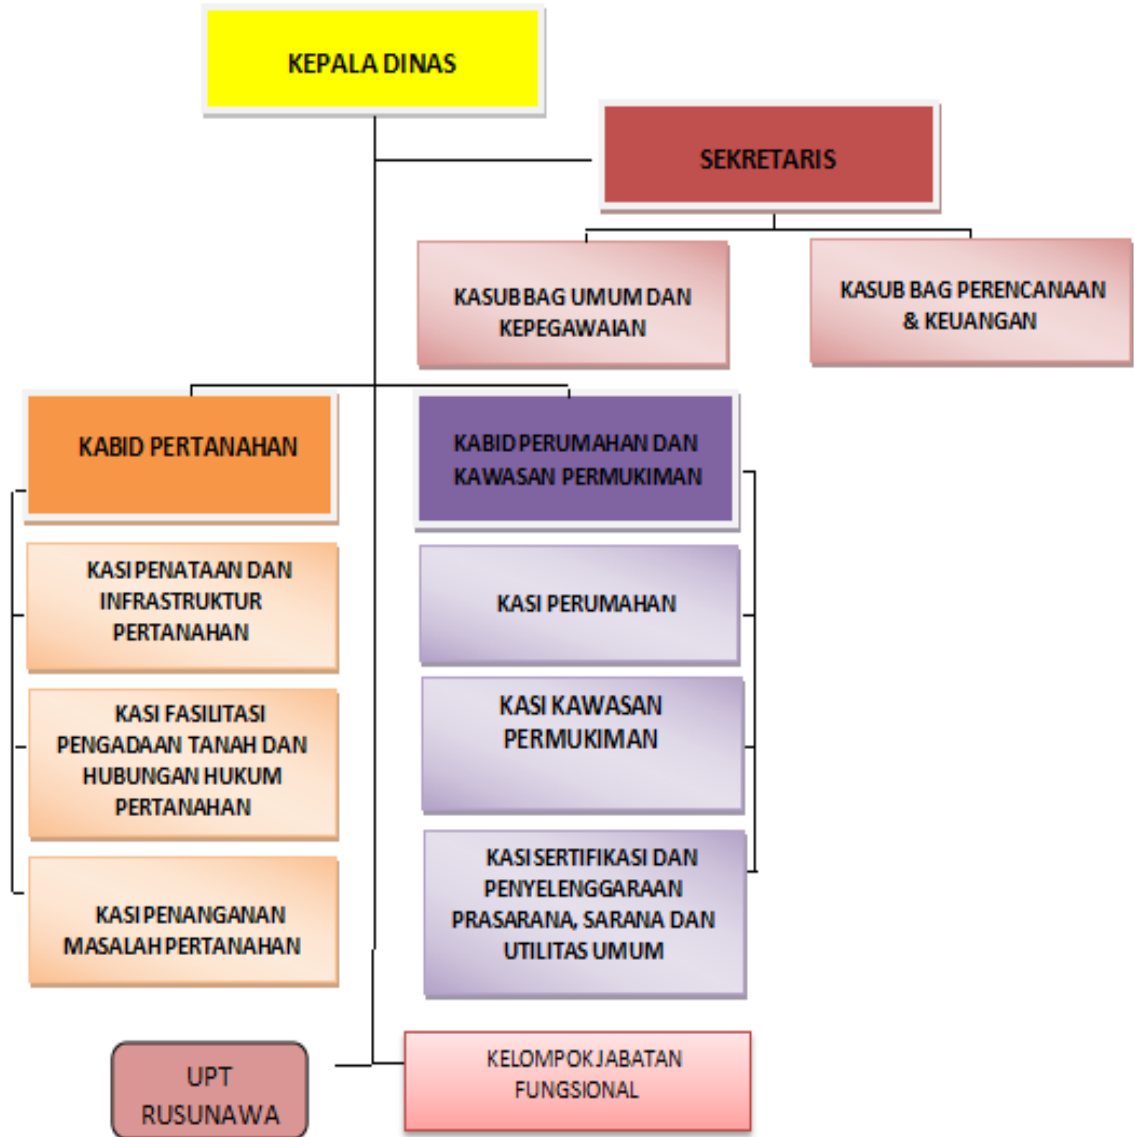 KEPALA DINAS
SEKRETARIS
KASUB BAG UMUM DAN
KEPEGAWAIAN
KASUB BAG PERENCANAAN
& KEUANGAN
KABID PERTANAHAN
KABID PERUMAHAN DAN
KAWASAN PERMUKIMAN
KASI PENATAAN DAN
INFRASTRUKTUR
PERTANAHAN
KASI PERUMAHAN
KASI FASILITASI
PENGADAAN TANAH DAN
HUBUNGAN HUKUM
PERTANAHAN
KASI KAWASAN
PERMUKIMAN
KASI PENANGANAN
MASALAH PERTANAHAN
KASI SERTIFIKASI DAN
PENYELENGGARAAN
PRASARANA, SARANA DAN
UTILITAS UMUM
UPT
RUSUNAWA
KELOMPOK JABATAN
FUNGSIONAL